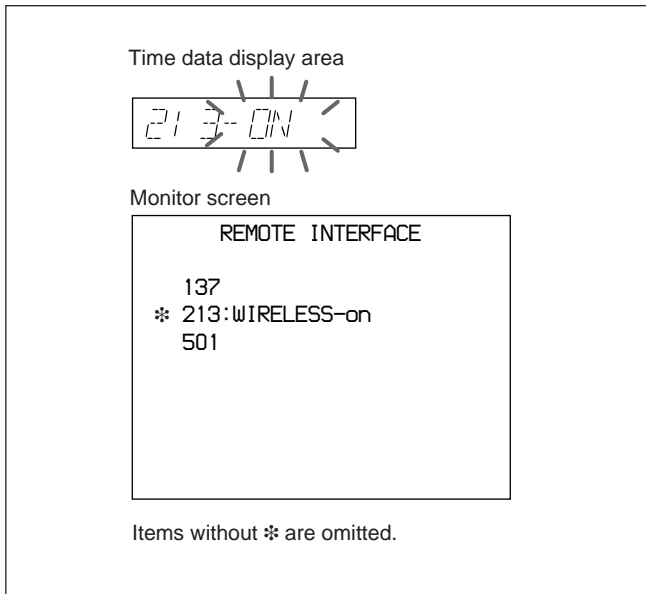 Time data display area
213-ON
Monitor screen
REMOTE INTERFACE
137
✻ 213:WIRELESS-on
501
Items without ✻ are omitted.